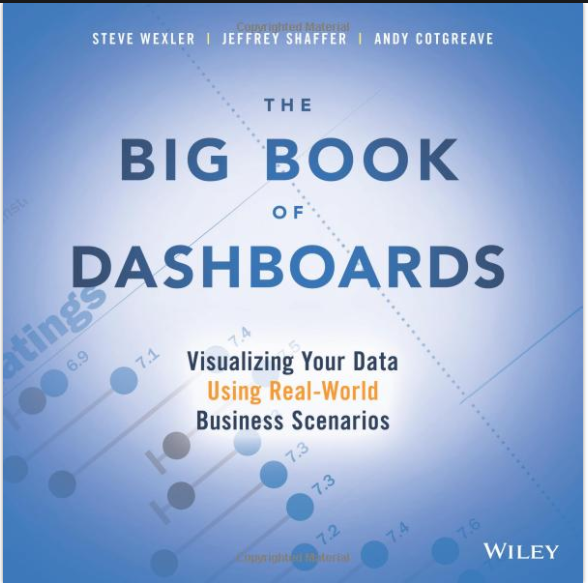 Copyrighted Material
STEVE WEXLER | JEFFREY SHAFFER | ANDY COTGREAVE
THE
BIG BOOK
OF
DASHBOARDS
atings
6.9
7.1
7.4
Visualizing Your Data
Using Real-World
Business Scenarios
7.3
7.3
7.2
7.4
7.6
WILEY
Copyrighted Material